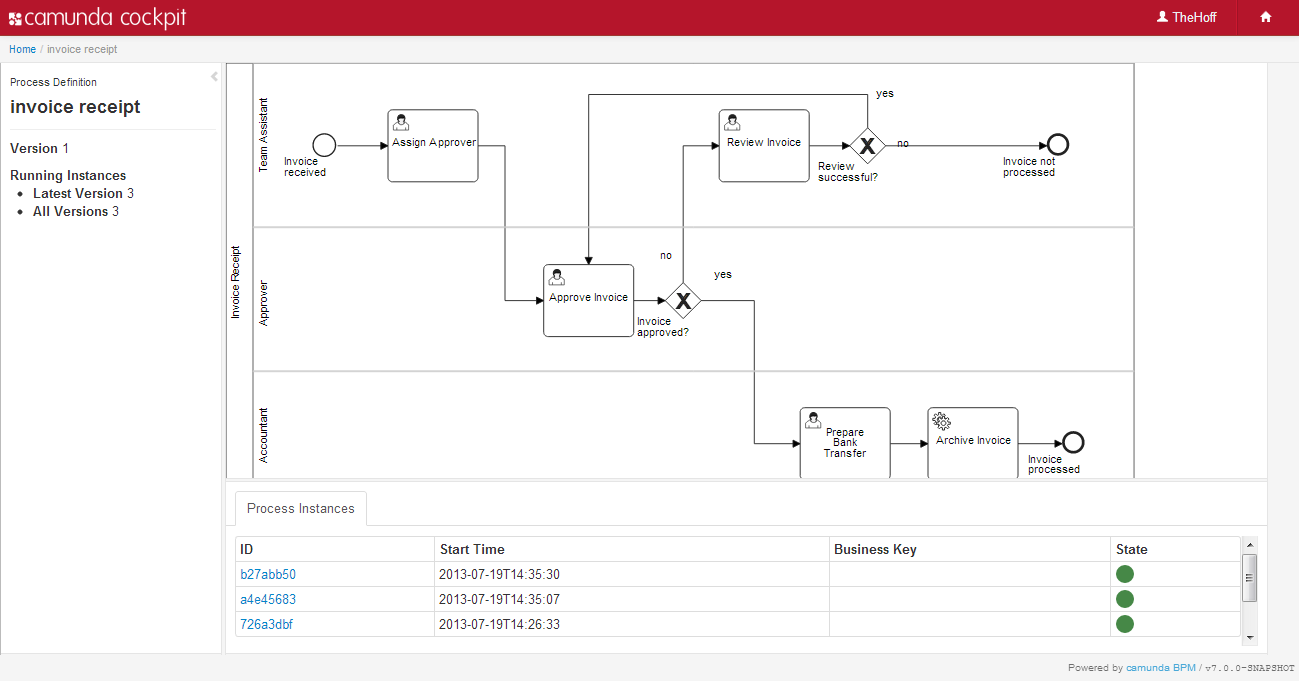 camunda cockpit
TheHoff
Home / invoice receipt
Process Definition
invoice receipt
Version 1
Running Instances
Latest Version 3
All Versions 3
Invoice Receipt
Team Assistant
Invoice
received
Assign Approver
Review Invoice
yes
X
Review
successful?
no
Invoice not
processed
Approver
Approve Invoice
no
X
yes
Invoice
approved?
Accountant
Prepare
Bank
Transfer
Archive Invoice
Invoice
processed
Process Instances
ID Start Time Business Key State
b27abb50 2013-07-19T14:35:30
a4e45683 2013-07-19T14:35:07
726a3dbf 2013-07-19T14:26:33
Powered by camunda BPM / v7.0.0-SNAPSHOT